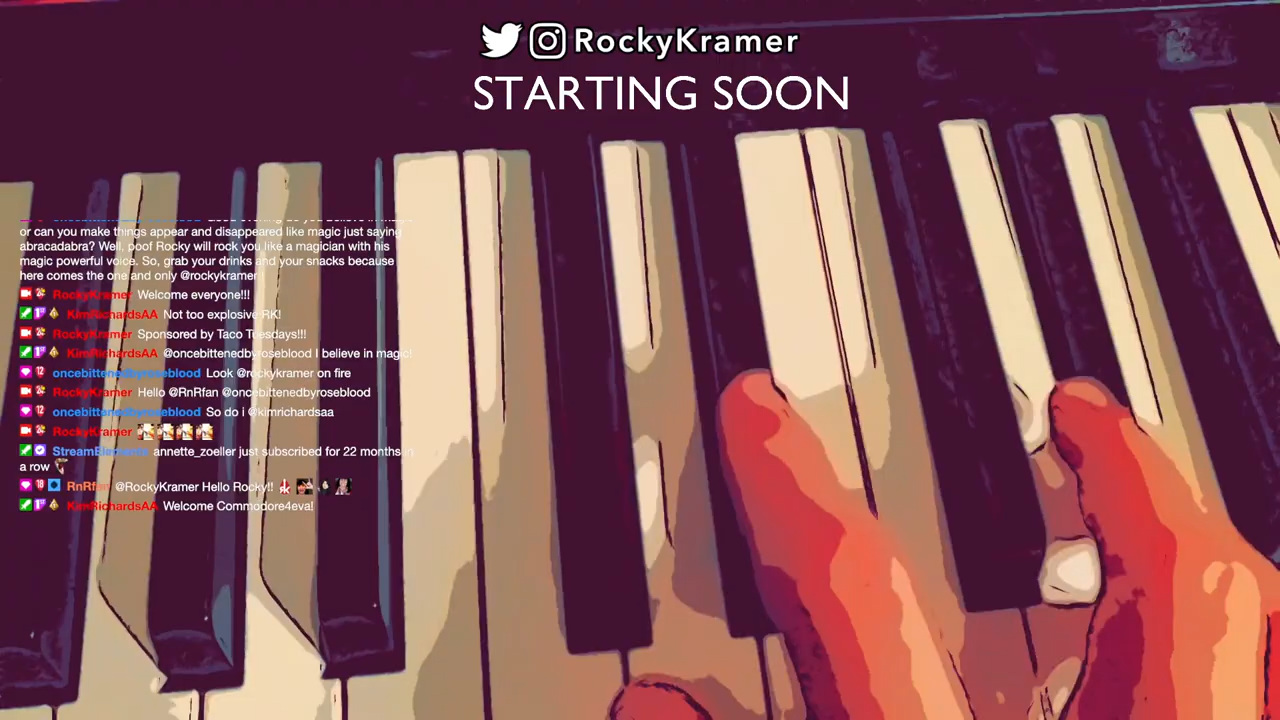 RockyKramer
STARTING SOON
or can you make things appear and disappeared like magic just saying
abracadabra? Well, poof Rocky will rock you like a magician with his
magic powerful voice. So, grab your drinks and your snacks because
here comes the one and only @rockykramer
RockyKramer Welcome everyone!!!
KimRichardsAA Not too explosive RK!
RockyKramer Sponsored by Taco Tuesdays!!!
KimRichardsAA @oncebittenedbyroseblood I believe in magic!
oncebittenedbyroseblood Look @rockykramer on fire
RockyKramer Hello @RnRfan @oncebittenedbyroseblood
oncebittenedbyroseblood So do i @kimrichardsaa
RockyKramer
StreamElements annette_zoeller just subscribed for 22 months in
a row
RnRfan @RockyKramer Hello Rocky!!
KimRichardsAA Welcome Commodore4eva!